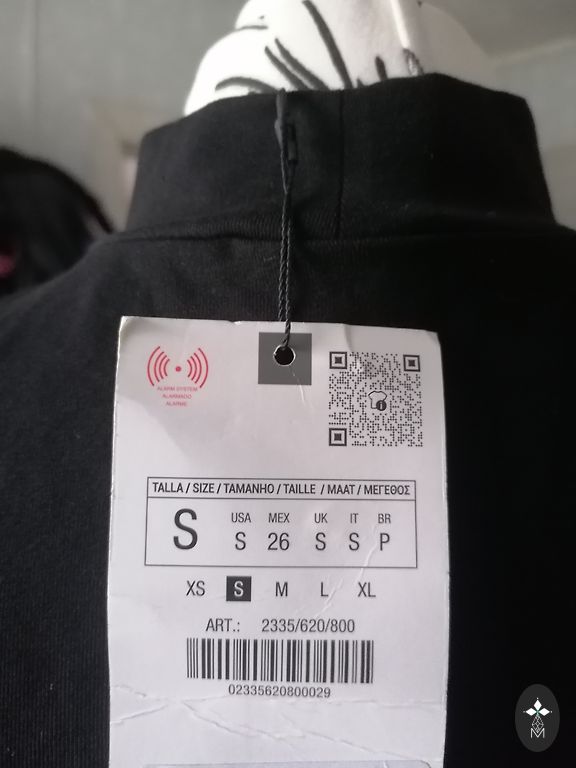 ALARM SYSTEM
ALARMADO
ALARME
TALLA / SIZE / TAMANHO / TAILLE / MAAT / ΜΕΓΕΘΟΣ
S
USA MEX UK IT BR
S 26 S S P
XS S M L XL
ART.: 2335/620/800
02335620800029
M